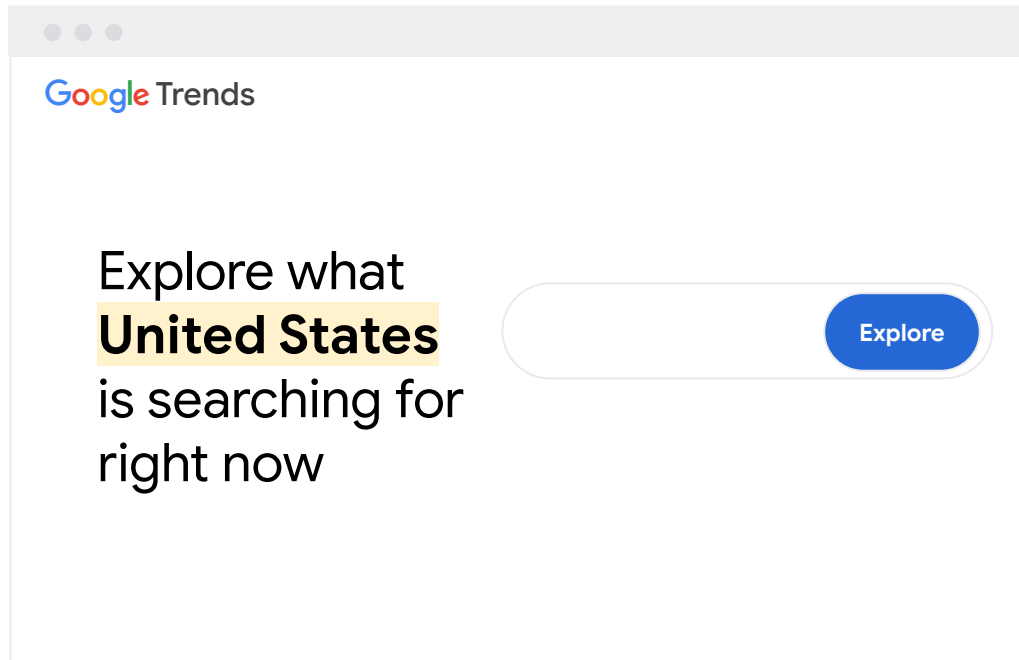 Google Trends
Explore what
United States
is searching for
right now
Explore